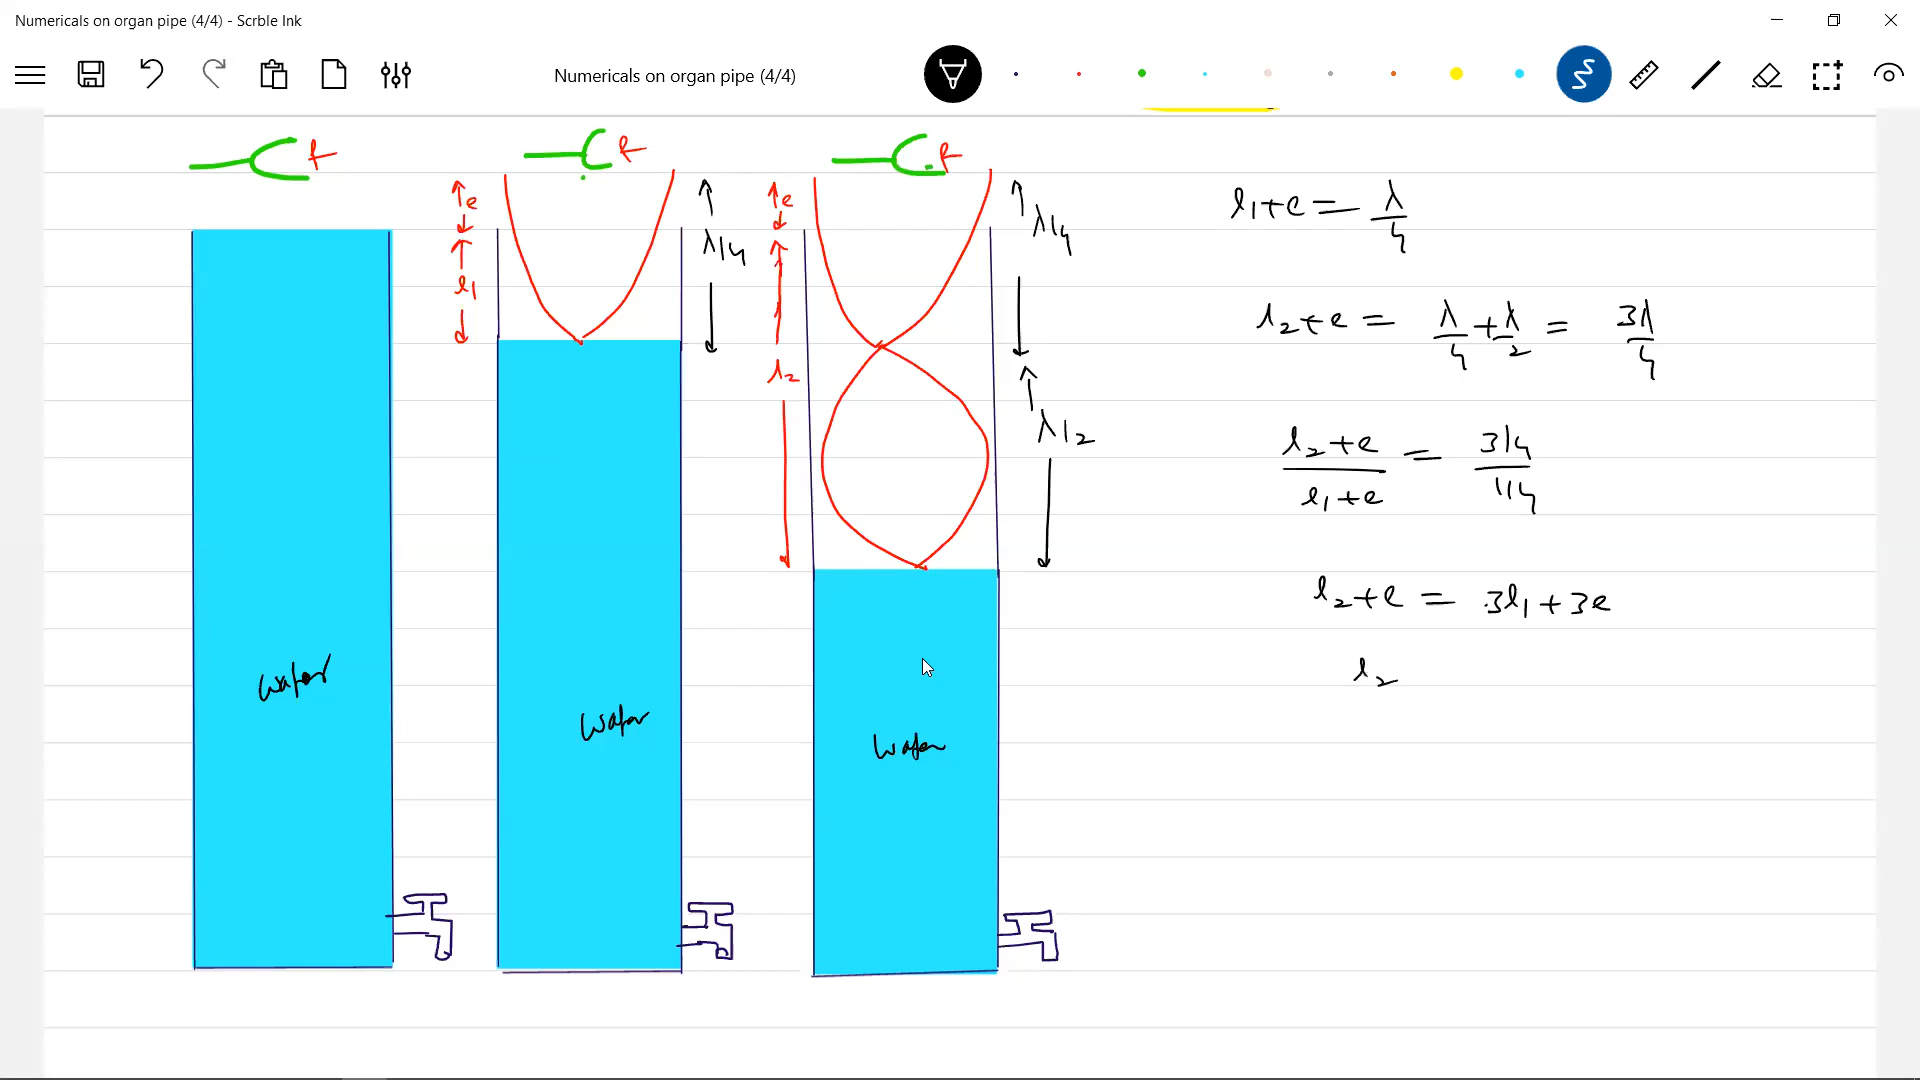 Numericals on organ pipe (4/4) - Scrble Ink
Numericals on organ pipe (4/4)
f
f
f
e
l₁
λ/4
e
l₂
λ/4
λ/2
water
water
water
l₁+e = λ/4
l₂+e = λ/4 + λ/2 = 3λ/4
(l₂+e)/(l₁+e) = (3/4)/(1/4)
l₂+e = 3l₁+3e
l₂